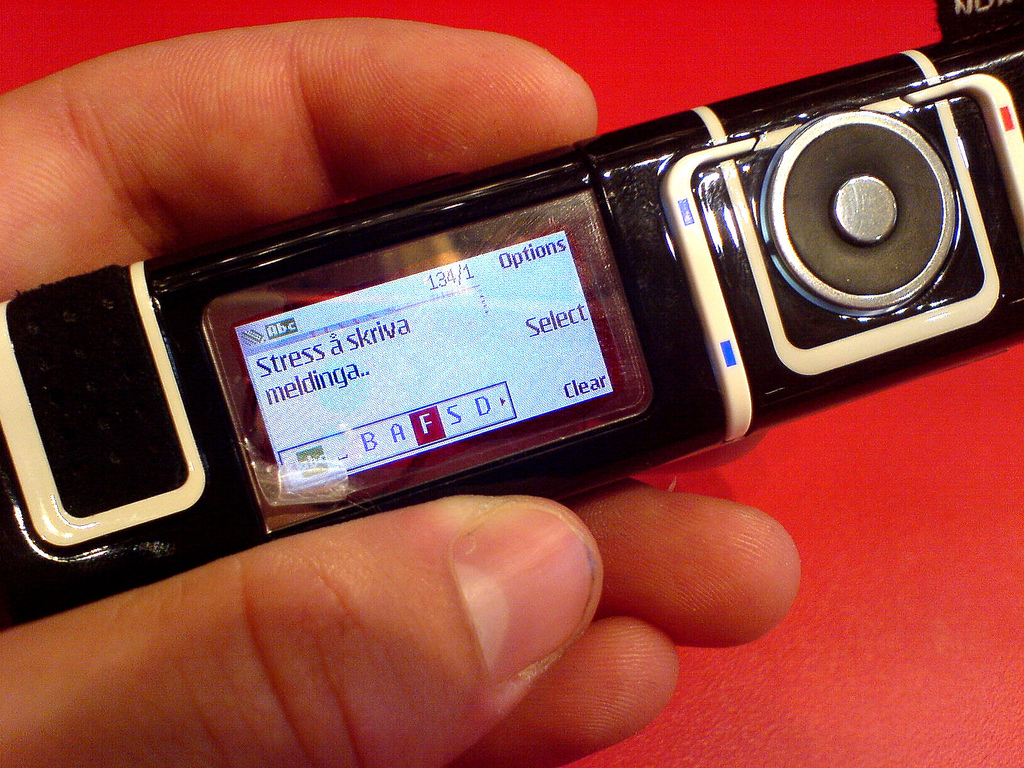 Options
134/1
Abc
Stress å skriva
meldinga..
Select
Clear
B A F S D